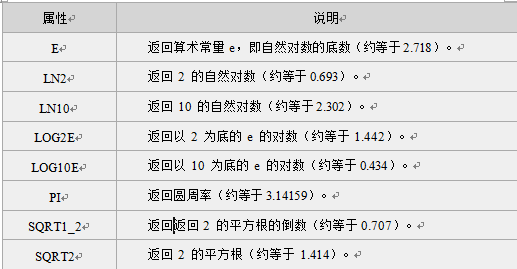 属性 说明
E 返回算术常量 e，即自然对数的底数（约等于2.718）。
LN2 返回 2 的自然对数（约等于0.693）。
LN10 返回 10 的自然对数（约等于2.302）。
LOG2E 返回以 2 为底的 e 的对数（约等于 1.442）。
LOG10E 返回以 10 为底的 e 的对数（约等于 0.434）。
PI 返回圆周率（约等于3.14159）。
SQRT1_2 返回返回 2 的平方根的倒数（约等于 0.707）。
SQRT2 返回 2 的平方根（约等于 1.414）。